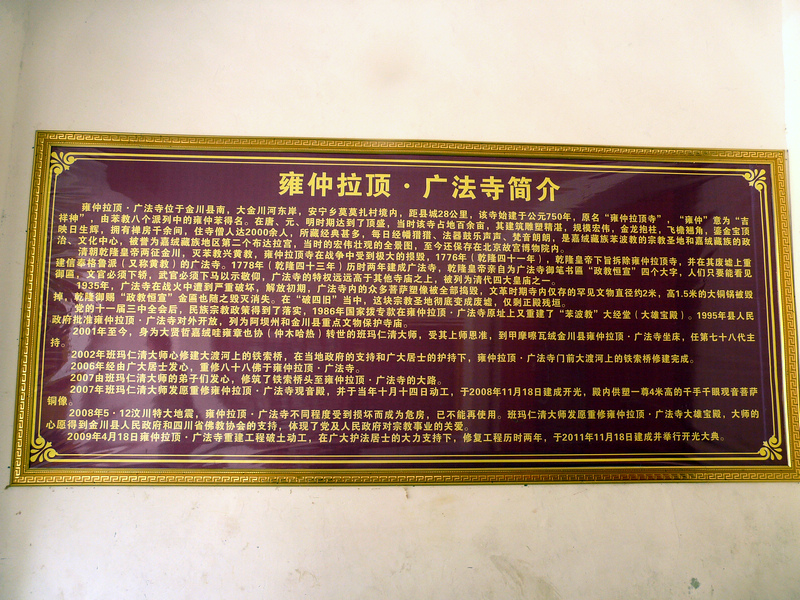 雍仲拉顶·广法寺简介
雍仲拉顶·广法寺位于金川县南,大金川河东岸,安宁乡莫莫扎村境内,距县城28公里,该寺始建于公元750年,原名“雍仲拉顶寺”,“雍仲”意为“吉
祥神”,由苯教八个派列中的雍仲苯得名。在唐、元、明时期达到了顶盛,当时该寺占地百余亩,其建筑雕塑精湛,规模宏伟,金龙抱柱,飞檐翘角,鎏金宝顶
映日生辉,拥有禅房千余间,住寺僧人达2000余人,所藏经典甚多,每日经幡猎猎、法器鼓乐声声、梵音朗朗,是嘉绒藏族苯波教的宗教圣地和嘉绒藏族的政
治、文化中心,被誉为嘉绒藏族地区第二个布达拉宫,当时的宏伟壮观的全景图,至今还保存在北京故宫博物院内。
清朝乾隆皇帝两征金川,灭苯教兴黄教,雍仲拉顶寺在战争中受到极大的损毁,1776年(乾隆四十一年),乾隆皇帝下旨拆除雍仲拉顶寺,并在其废墟上重
建信奉格鲁派(又称黄教)的广法寺。1778年(乾隆四十三年)历时两年建成广法寺,乾隆皇帝亲自为广法寺御笔书匾“政教恒宣”四个大字,人们只要能看见
御匾,文官必须下轿,武官必须下马以示敬仰,广法寺的特权远远高于其他寺庙之上,被列为清代四大皇庙之一。
1935年,广法寺在战火中遭到严重破坏,解放初期,广法寺内的众多菩萨塑像被全部捣毁,文革时期寺内仅存的罕见文物直径约2米,高1.5米的大铜锅被毁
掉,乾隆御赐“政教恒宣”金匾也随之毁灭消失。在“破四旧”当中,这块宗教圣地彻底变成废墟,仅剩正殿残垣。
党的十一届三中全会后,民族宗教政策得到了落实,1986年国家拨专款在雍仲拉顶·广法寺原址上又重建了“苯波教”大经堂(大雄宝殿)。1995年县人民
政府批准雍仲拉顶·广法寺对外开放,列为阿坝州和金川县重点文物保护寺庙。
2001年至今,身为大贤哲嘉绒哇雍章也协(仲木哈热)转世的班玛仁清大师,受其上师恩准,到甲摩嚓瓦绒金川县雍仲拉顶·广法寺坐床,任第七十八代主
持。
2002年班玛仁清大师心修建大渡河上的铁索桥,在当地政府的支持和广大居士的护持下,雍仲拉顶·广法寺门前大渡河上的铁索桥修建完成。
2006年经由广大居士发心,重修八十八佛于雍仲拉顶·广法寺。
2007由班玛仁清大师的弟子们发心,修筑了铁索桥头至雍仲拉顶·广法寺的大路。
2007年班玛仁清大师发愿重修雍仲拉顶·广法寺观音殿,并于当年十月十四日动工,于2008年11月18日建成开光,殿内供塑一尊4米高的千手千眼观音菩萨
铜像。
2008年5·12汶川特大地震,雍仲拉顶·广法寺不同程度受到损坏而成为危房,已不能再使用。班玛仁清大师发愿重修雍仲拉顶·广法寺大雄宝殿,大师的
心愿得到金川县人民政府和四川省佛教协会的支持,体现了党及人民政府对宗教事业的关爱。
2009年4月18日雍仲拉顶·广法寺重建工程破土动工,在广大护法居士的大力支持下,修复工程历时两年,于2011年11月18日建成并举行开光大典。